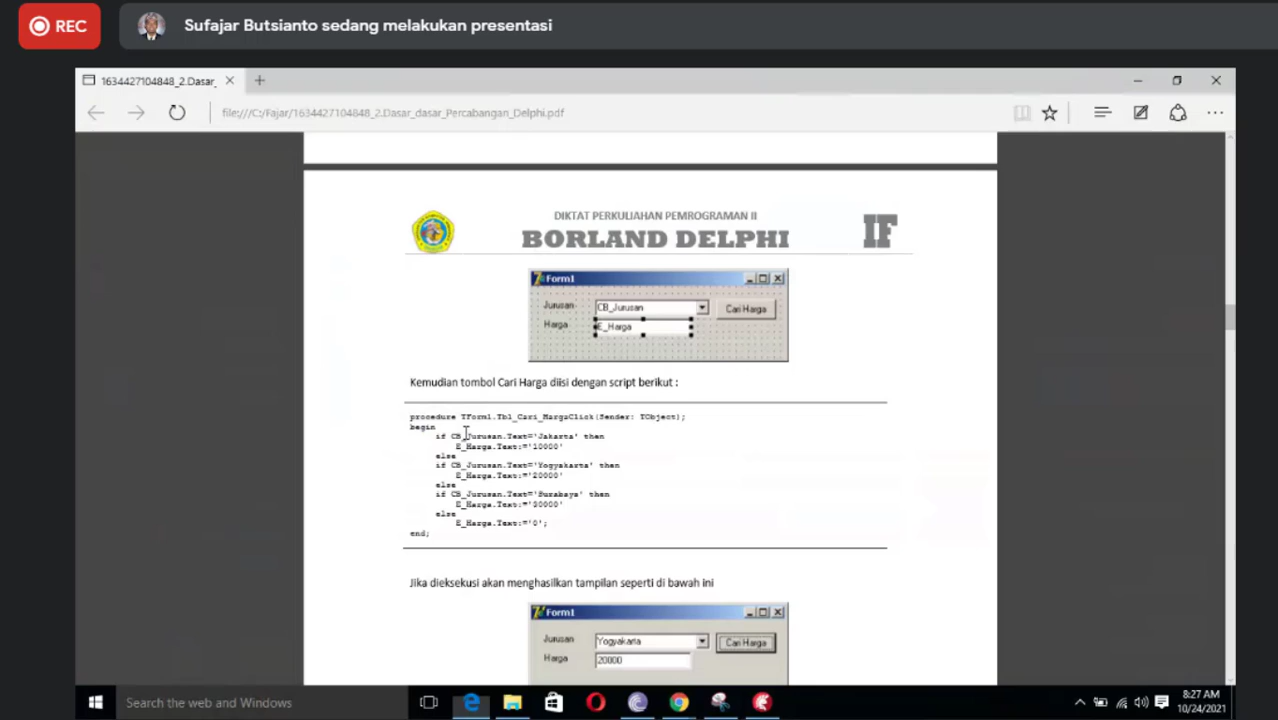 REC
Sufajar Butsianto sedang melakukan presentasi
1634427104848_2.Dasar_
file:///C:/Fajar/1634427104848_2.Dasar_dasar_Percabangan_Delphi.pdf
DIKTAT PERKULIAHAN PEMROGRAMAN II
BORLAND DELPHI
IF
Form1
Jurusan
CB_Jurusan
Cari Harga
Harga
E_Harga
Kemudian tombol Cari Harga diisi dengan script berikut :
procedure TForm1.Tbl_Cari_HargaClick(Sender: TObject);
begin
if CB_Jurusan.Text='Jakarta' then
E_Harga.Text:='10000'
else
if CB_Jurusan.Text='Yogyakarta' then
E_Harga.Text:='20000'
else
if CB_Jurusan.Text='Surabaya' then
E_Harga.Text:='30000'
else
E_Harga.Text:='0';
end;
Jika dieksekusi akan menghasilkan tampilan seperti di bawah ini
Form1
Jurusan
Yogyakarta
Cari Harga
Harga
20000
Search the web and Windows
8:27 AM
10/24/2021